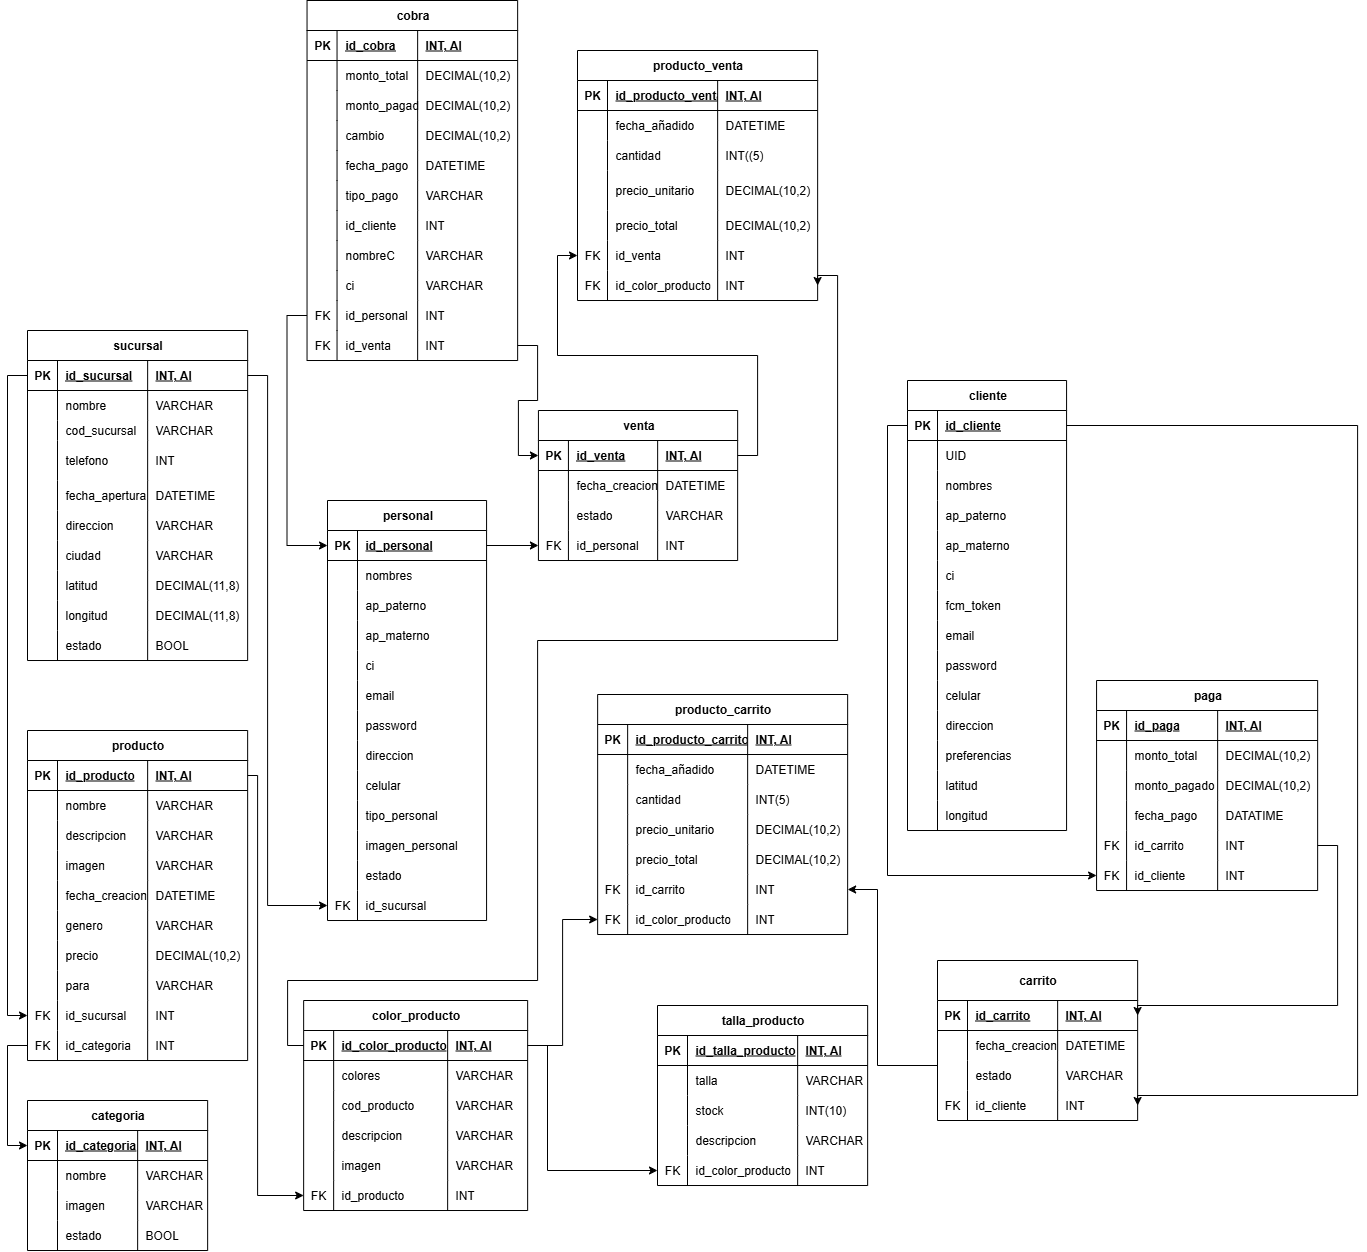 cobra
PK id_cobra INT, AI
monto_total DECIMAL(10,2)
monto_pagad DECIMAL(10,2)
cambio DECIMAL(10,2)
fecha_pago DATETIME
tipo_pago VARCHAR
id_cliente INT
nombreC VARCHAR
ci VARCHAR
FK id_personal INT
FK id_venta INT
producto_venta
PK id_producto_vent INT, AI
fecha_añadido DATETIME
cantidad INT((5)
precio_unitario DECIMAL(10,2)
precio_total DECIMAL(10,2)
FK id_venta INT
FK id_color_producto INT
sucursal
PK id_sucursal INT, AI
nombre VARCHAR
cod_sucursal VARCHAR
telefono INT
fecha_apertura DATETIME
direccion VARCHAR
ciudad VARCHAR
latitud DECIMAL(11,8)
longitud DECIMAL(11,8)
estado BOOL
venta
PK id_venta INT, AI
fecha_creacion DATETIME
estado VARCHAR
FK id_personal INT
cliente
PK id_cliente
UID
nombres
ap_paterno
ap_materno
ci
fcm_token
email
password
celular
direccion
preferencias
latitud
longitud
personal
PK id_personal
nombres
ap_paterno
ap_materno
ci
email
password
direccion
celular
tipo_personal
imagen_personal
estado
FK id_sucursal
paga
PK id_paga INT, AI
monto_total DECIMAL(10,2)
monto_pagado DECIMAL(10,2)
fecha_pago DATATIME
FK id_carrito INT
FK id_cliente INT
producto_carrito
PK id_producto_carrito INT, AI
fecha_añadido DATETIME
cantidad INT(5)
precio_unitario DECIMAL(10,2)
precio_total DECIMAL(10,2)
FK id_carrito INT
FK id_color_producto INT
producto
PK id_producto INT, AI
nombre VARCHAR
descripcion VARCHAR
imagen VARCHAR
fecha_creacion DATETIME
genero VARCHAR
precio DECIMAL(10,2)
para VARCHAR
FK id_sucursal INT
FK id_categoria INT
carrito
PK id_carrito INT, AI
fecha_creacion DATETIME
estado VARCHAR
FK id_cliente INT
color_producto
PK id_color_producto INT, AI
colores VARCHAR
cod_producto VARCHAR
descripcion VARCHAR
imagen VARCHAR
FK id_producto INT
talla_producto
PK id_talla_producto INT, AI
talla VARCHAR
stock INT(10)
descripcion VARCHAR
FK id_color_producto INT
categoria
PK id_categoria INT, AI
nombre VARCHAR
imagen VARCHAR
estado BOOL